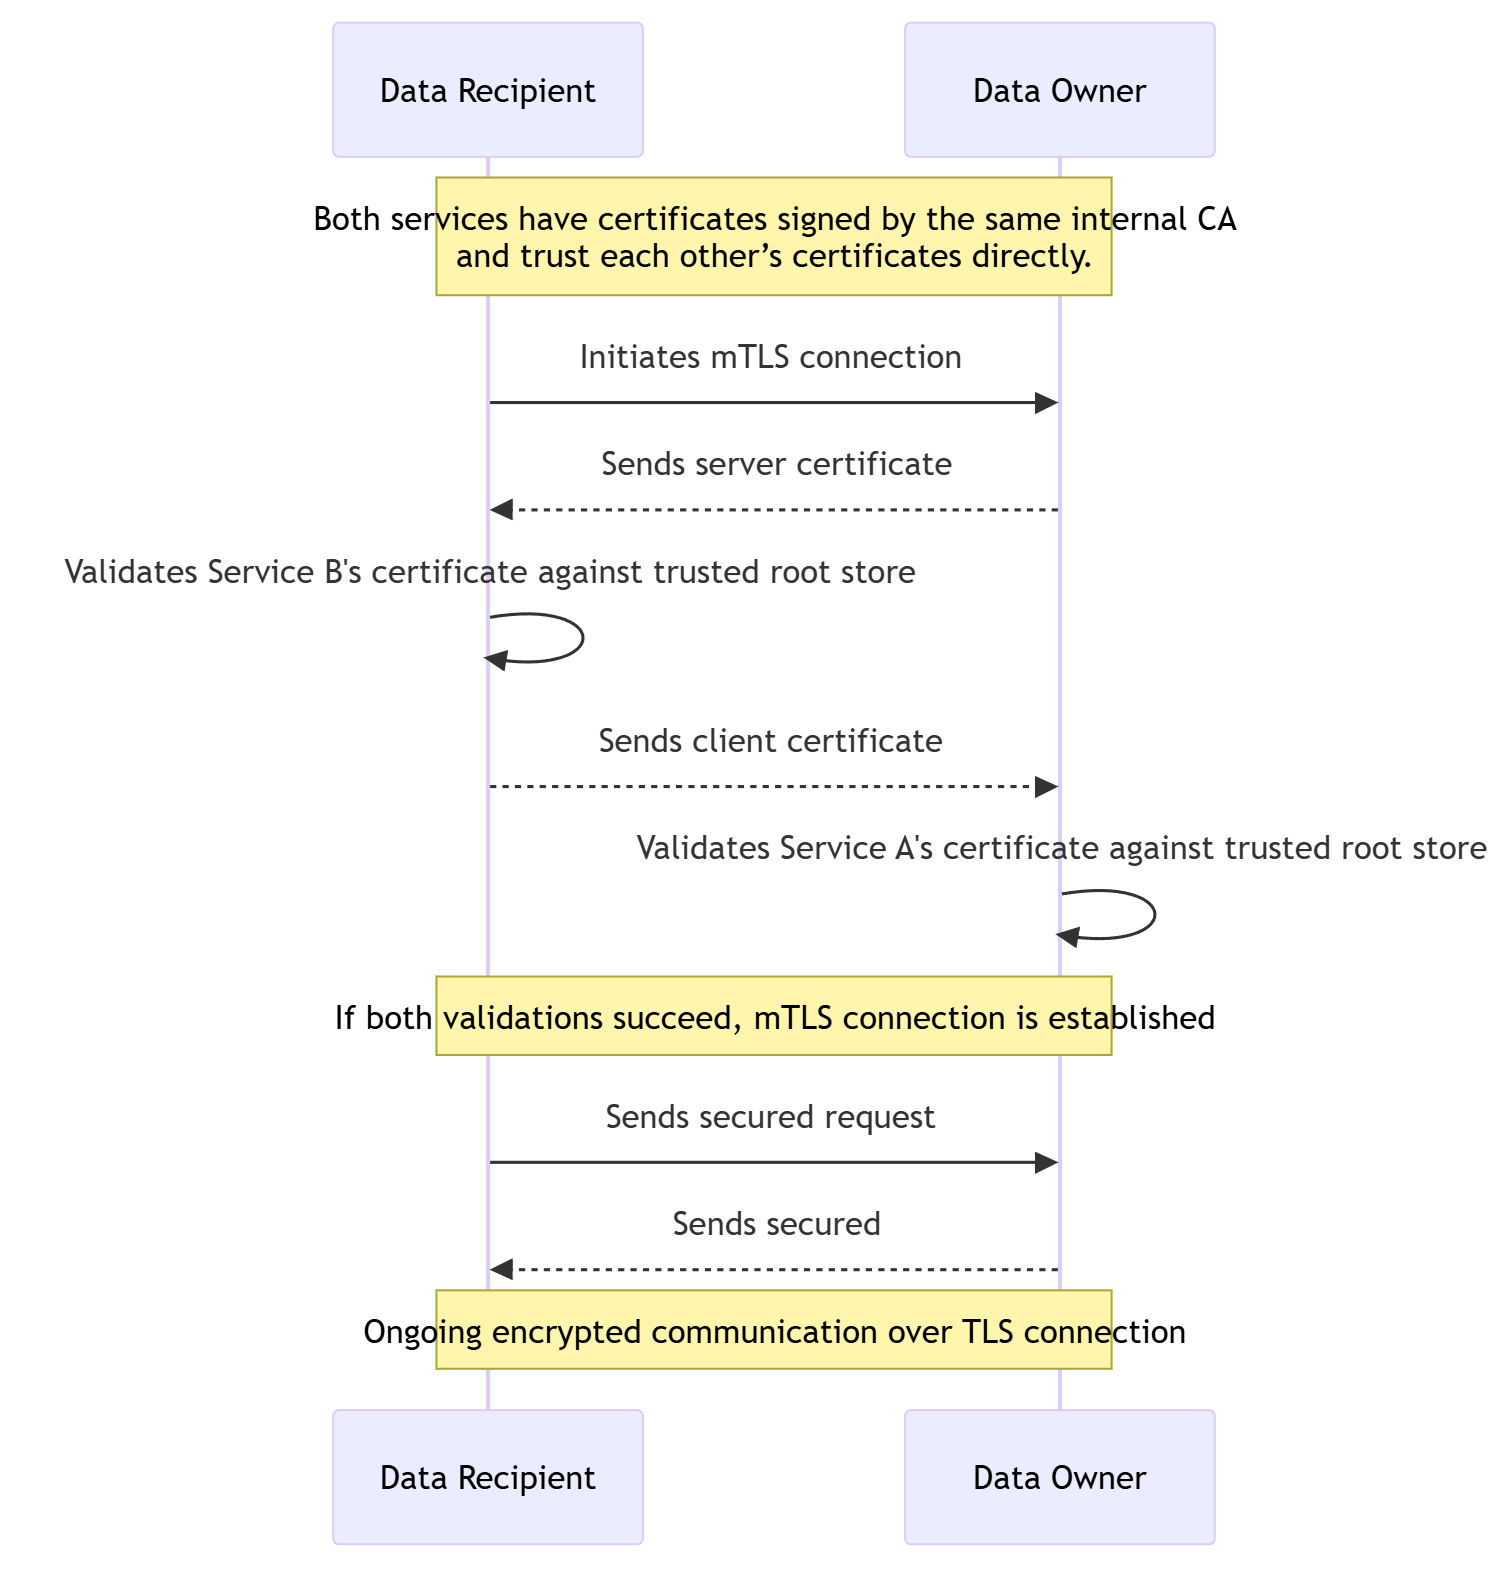 Data Recipient
Data Owner
Both services have certificates signed by the same internal CA
and trust each other’s certificates directly.
Initiates mTLS connection
Sends server certificate
Validates Service B's certificate against trusted root store
Sends client certificate
Validates Service A's certificate against trusted root store
If both validations succeed, mTLS connection is established
Sends secured request
Sends secured
Ongoing encrypted communication over TLS connection
Data Recipient
Data Owner